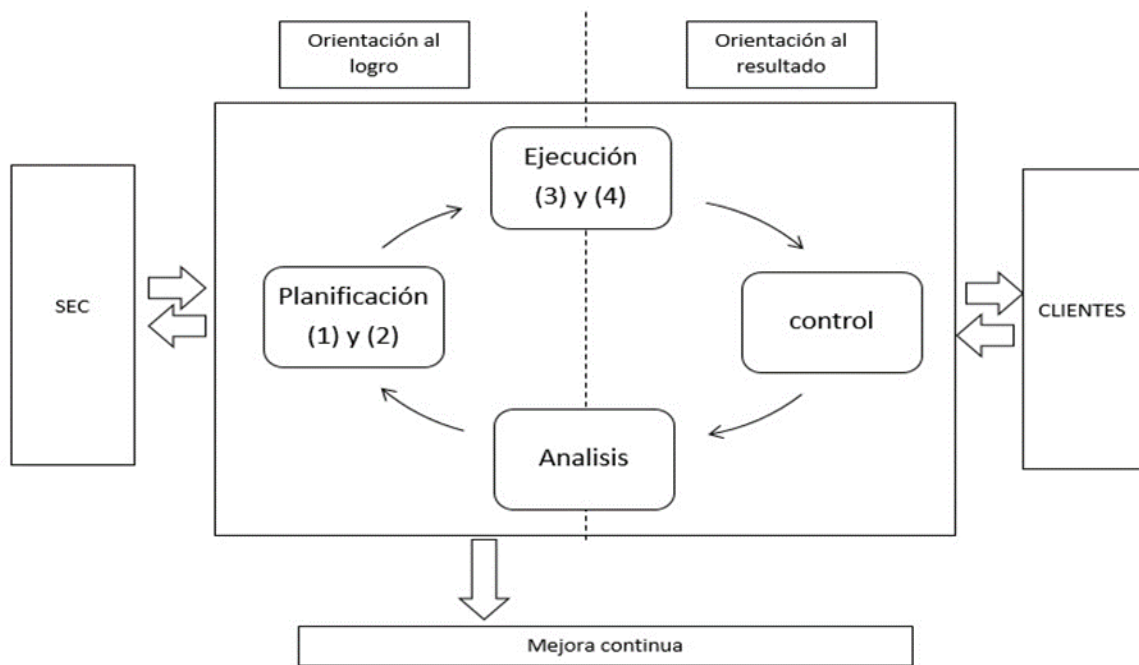 Orientación al
logro
Orientación al
resultado
Ejecución
(3) y (4)
SEC
Planificación
(1) y (2)
control
CLIENTES
Analisis
Mejora continua